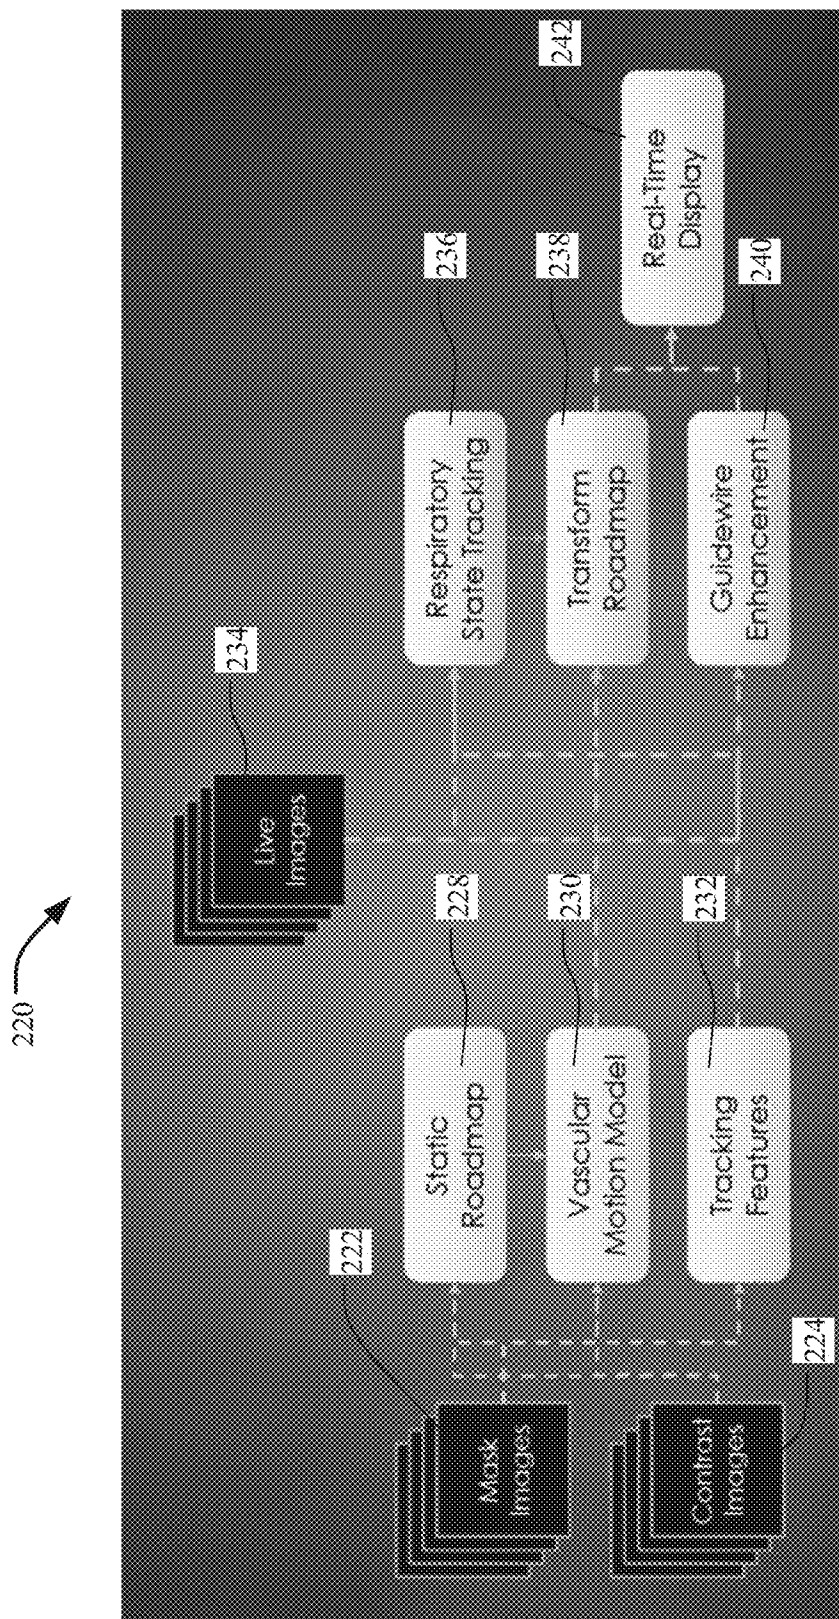 220
Mask
Images
222
Contrast
Images
224
Static
Roadmap
228
Vascular
Motion Model
230
Tracking
Features
232
Live
Images
234
Respiratory
State Tracking
236
Transform
Roadmap
238
Guidewire
Enhancement
240
Real-Time
Display
242